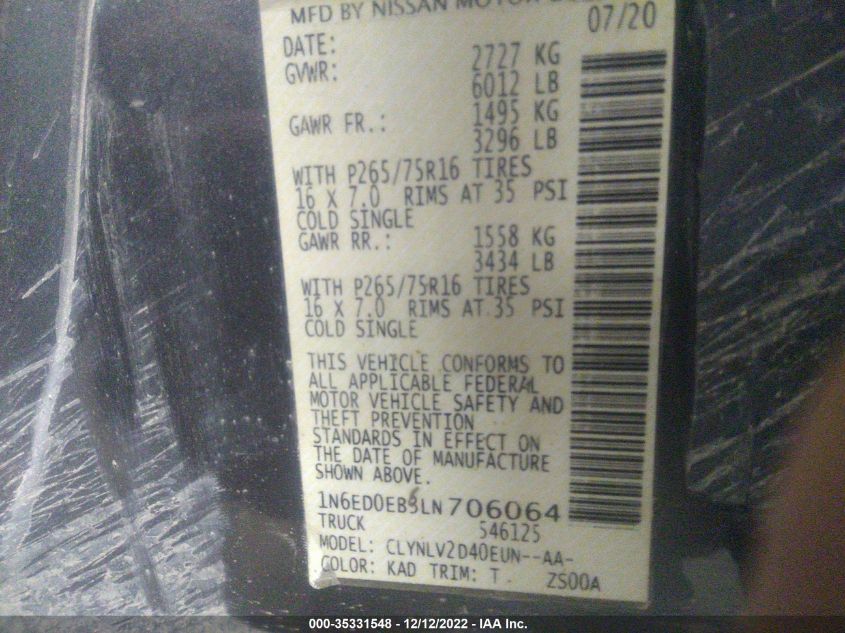 MFD BY NISSAN MOTOR
DATE: 07/20
GVWR: 2727 KG
6012 LB
GAWR FR.: 1495 KG
3296 LB
WITH P265/75R16 TIRES
16 X 7.0 RIMS AT 35 PSI
COLD SINGLE
GAWR RR.: 1558 KG
3434 LB
WITH P265/75R16 TIRES
16 X 7.0 RIMS AT 35 PSI
COLD SINGLE
THIS VEHICLE CONFORMS TO
ALL APPLICABLE FEDERAL
MOTOR VEHICLE SAFETY AND
THEFT PREVENTION
STANDARDS IN EFFECT ON
THE DATE OF MANUFACTURE
SHOWN ABOVE.
1N6ED0EB3LN706064
TRUCK 546125
MODEL: CLYNLV2D40EUN--AA-
COLOR: KAD TRIM: T ZS00A
000-35331548 - 12/12/2022 - IAA Inc.